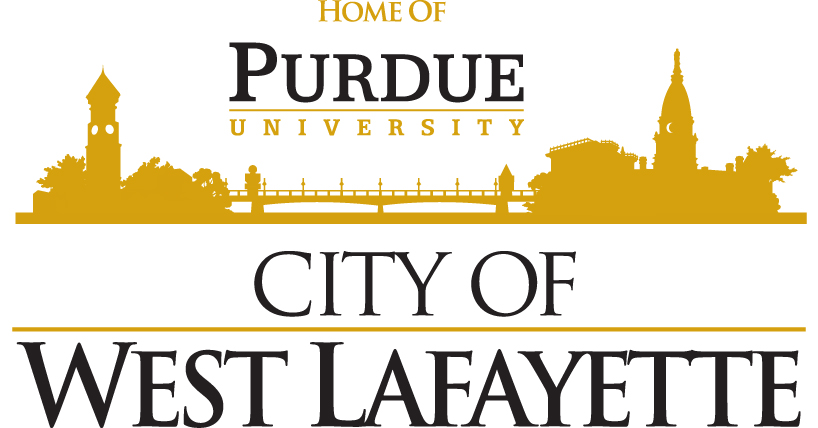 HOME OF
PURDUE
UNIVERSITY
CITY OF
WEST LAFAYETTE